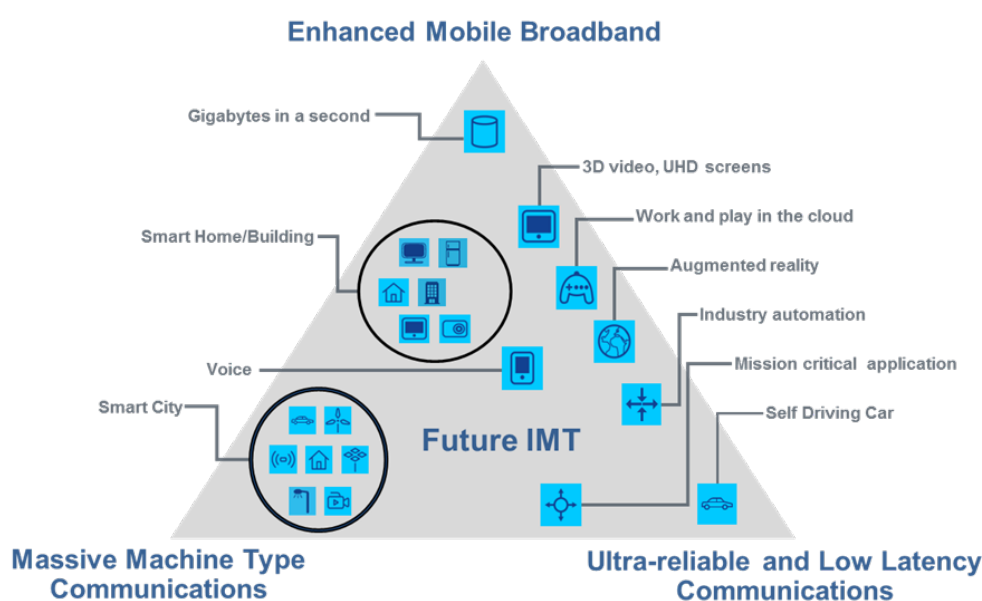 Enhanced Mobile Broadband
Gigabytes in a second
3D video, UHD screens
Work and play in the cloud
Smart Home/Building
Augmented reality
Industry automation
Voice
Mission critical application
Smart City
Self Driving Car
Future IMT
Massive Machine Type
Communications
Ultra-reliable and Low Latency
Communications